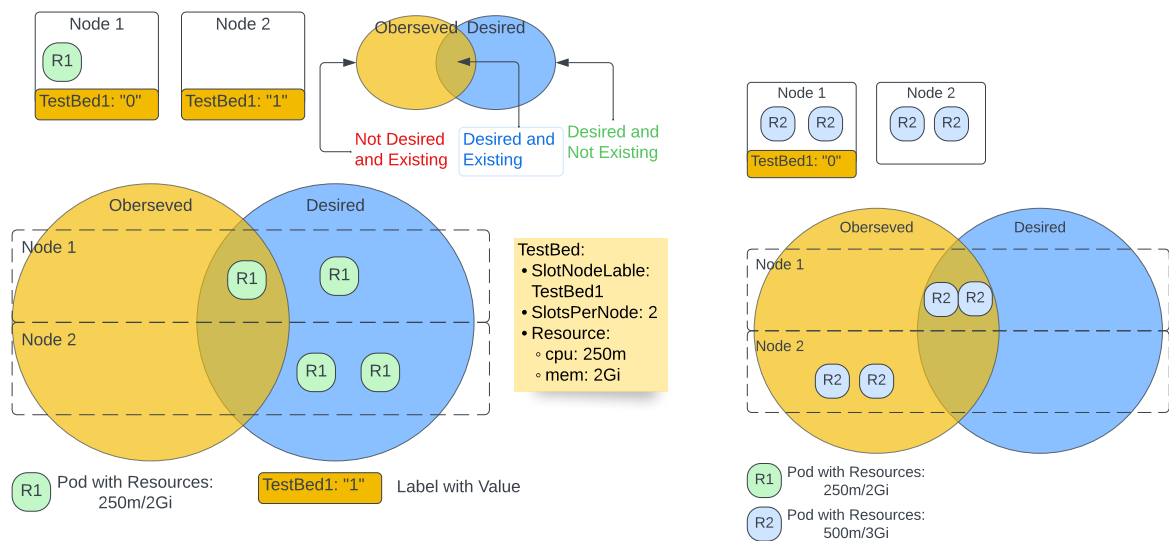 Node 1
R1
TestBed1: "0"
Node 2
TestBed1: "1"
Oberseved
Desired
Not Desired
and Existing
Desired and
Existing
Desired and
Not Existing
Oberseved
Desired
Node 1
R1
R1
Node 2
R1
R1
R1
Pod with Resources:
250m/2Gi
TestBed1: "1"
Label with Value
TestBed:
• SlotNodeLable:
TestBed1
• SlotsPerNode: 2
• Resource:
◦ cpu: 250m
◦ mem: 2Gi
Node 1
R2
R2
TestBed1: "0"
Node 2
R2
R2
Oberseved
Desired
Node 1
R2
R2
Node 2
R2
R2
R1
Pod with Resources:
250m/2Gi
R2
Pod with Resources:
500m/3Gi